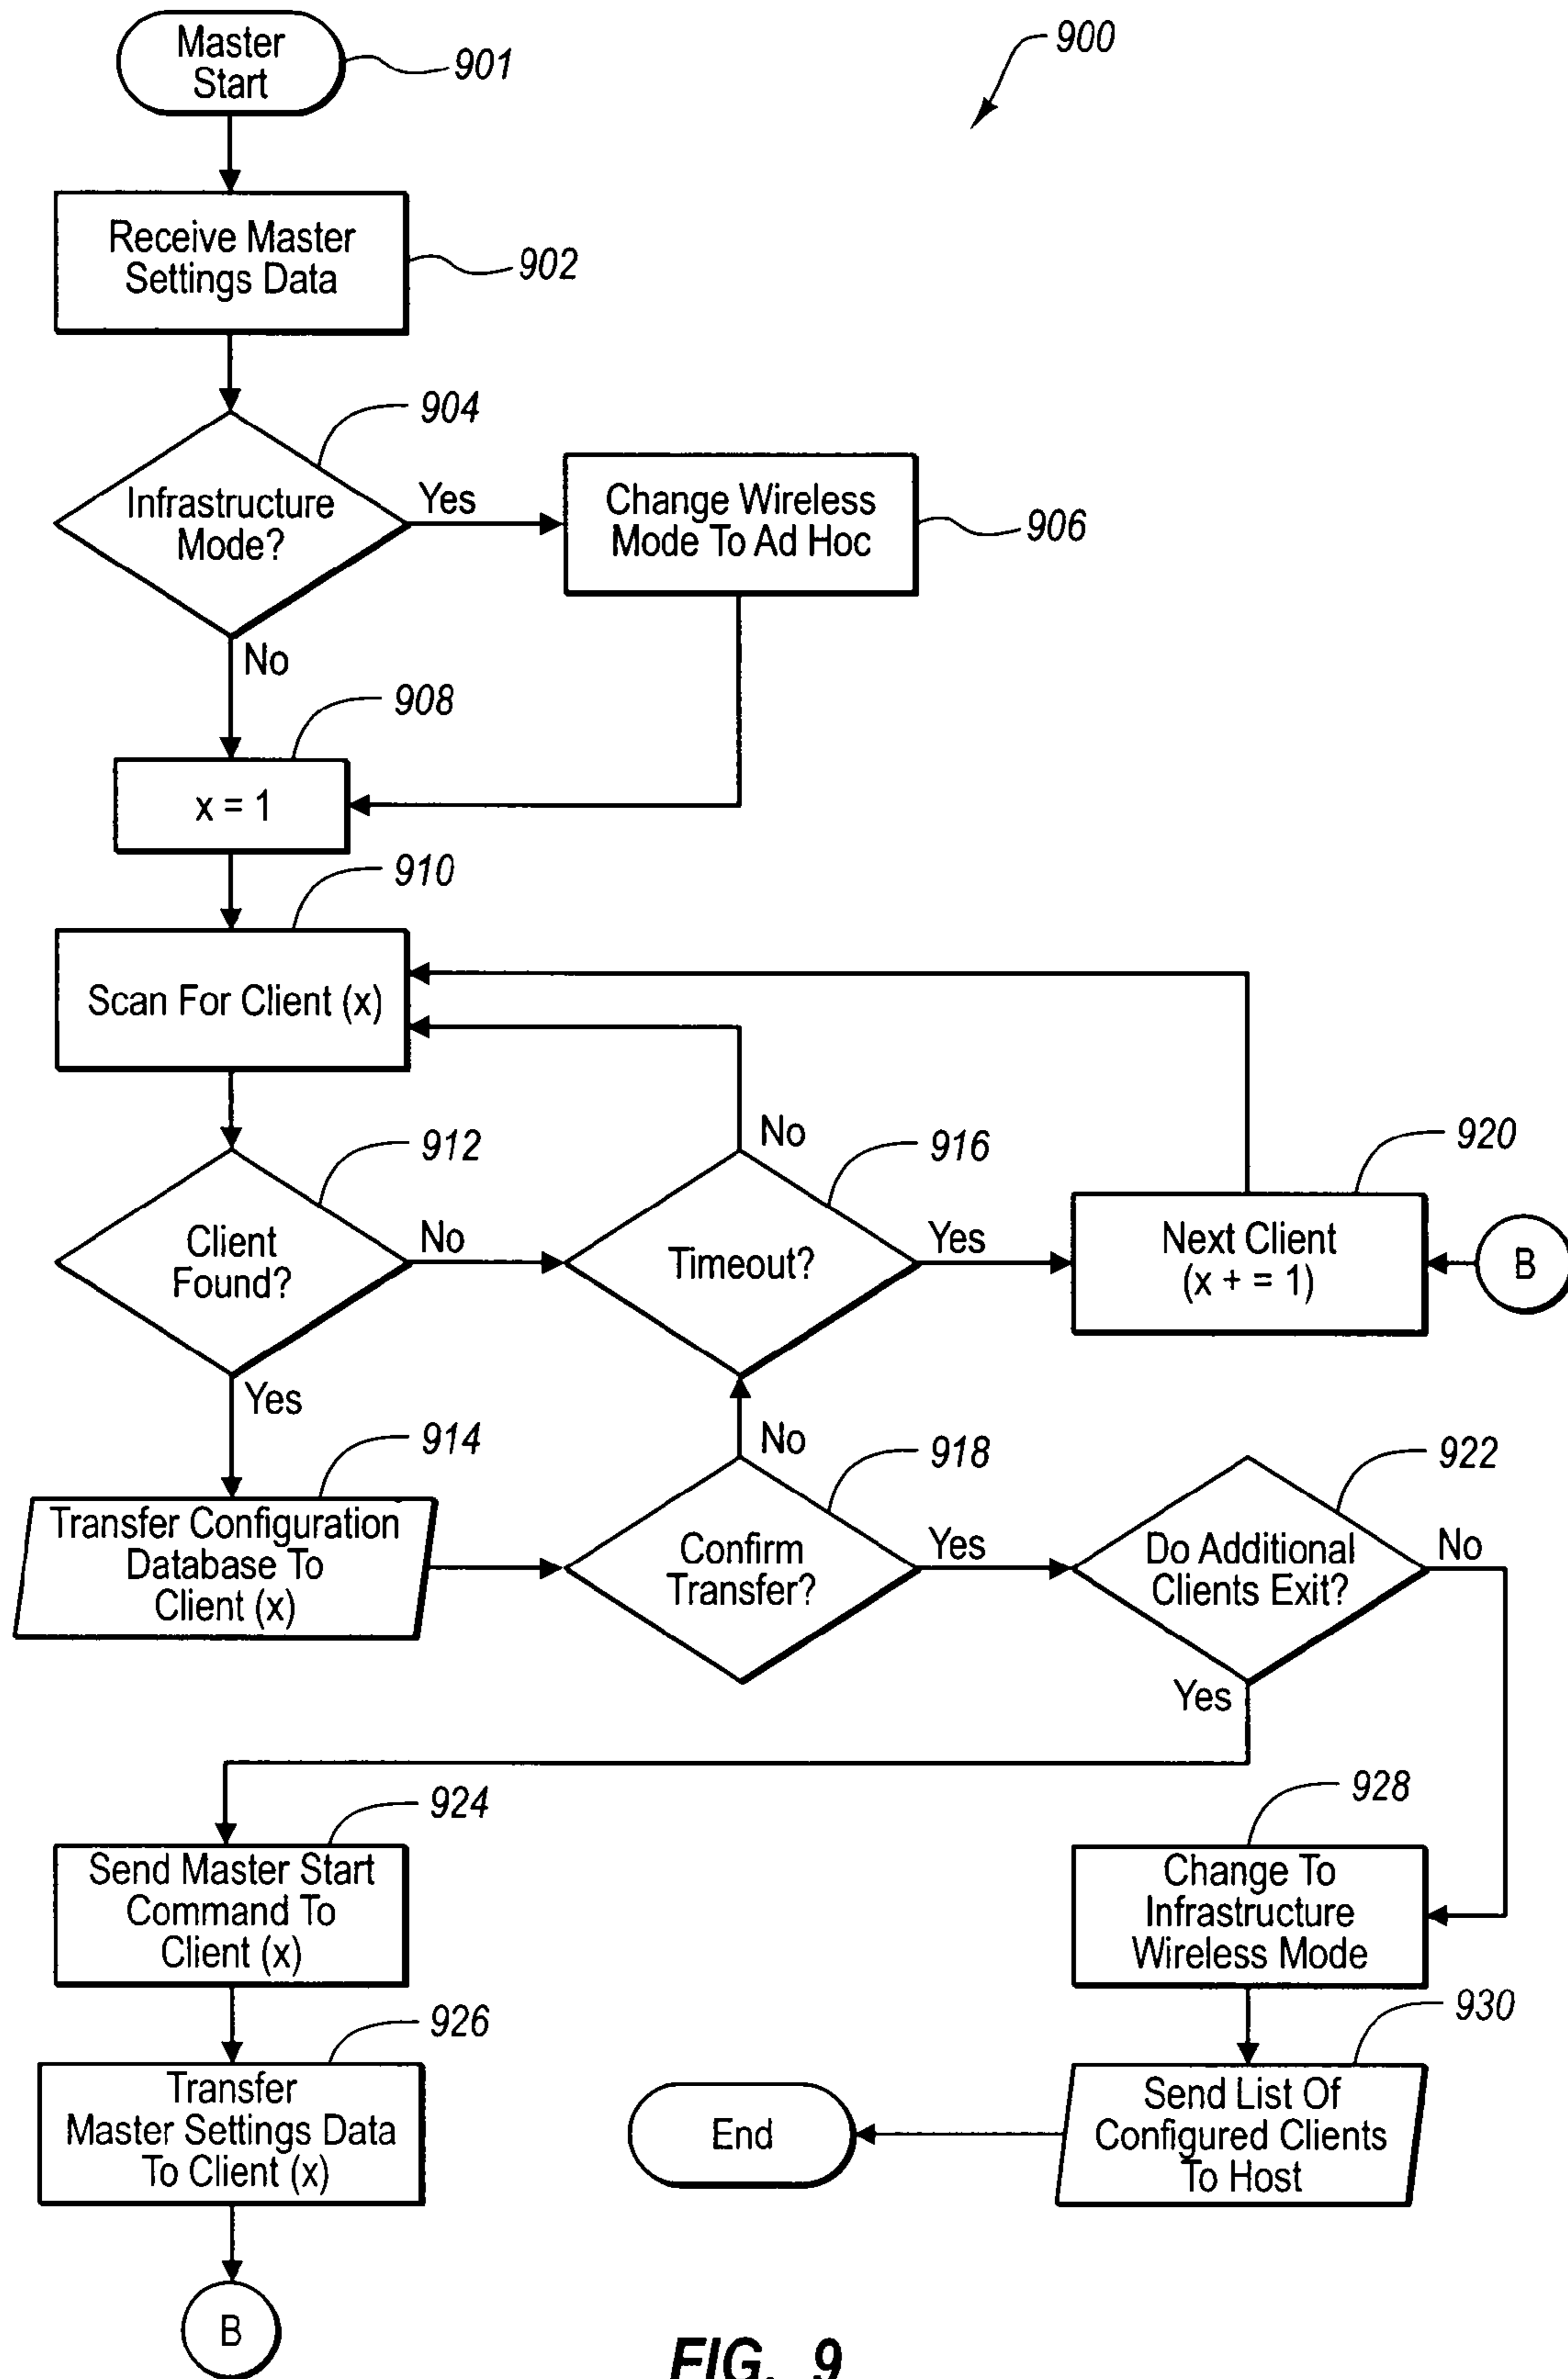 Master
Start
901
900
Receive Master
Settings Data
902
904
Infrastructure
Mode?
Yes
Change Wireless
Mode To Ad Hoc
906
No
908
x = 1
910
Scan For Client (x)
912
Client
Found?
No
No
916
Timeout?
Yes
920
Next Client
(x + = 1)
B
Yes
914
Transfer Configuration
Database To
Client (x)
No
918
Confirm
Transfer?
Yes
922
Do Additional
Clients Exit?
No
Yes
924
Send Master Start
Command To
Client (x)
928
Change To
Infrastructure
Wireless Mode
926
Transfer
Master Settings Data
To Client (x)
930
Send List Of
Configured Clients
To Host
End
B
FIG. 9